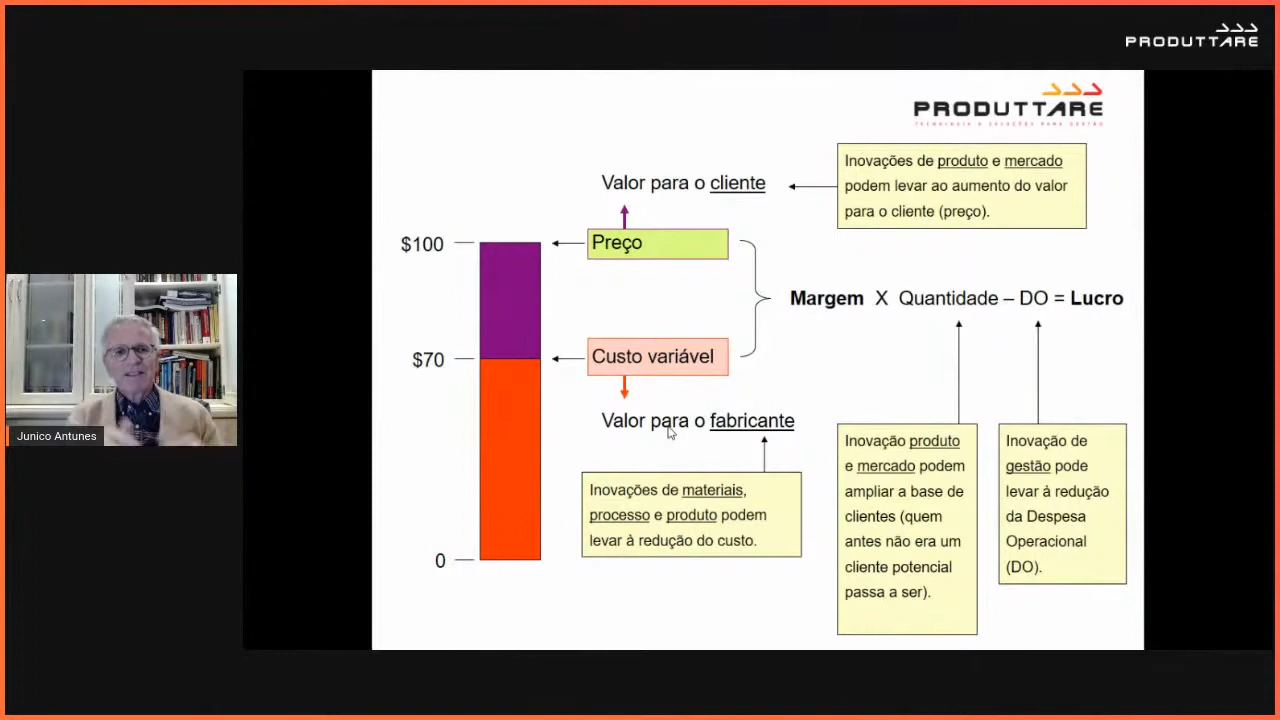 PRODUTTARE
PRODUTTARE
TECNOLOGIA E SOLUÇÕES PARA GESTÃO
Inovações de produto e mercado
podem levar ao aumento do valor
para o cliente (preço).
Valor para o cliente
$100
Preço
Margem X Quantidade – DO = Lucro
$70
Custo variável
Valor para o fabricante
Junico Antunes
Inovações de materiais,
processo e produto podem
levar à redução do custo.
0
Inovação produto
e mercado podem
ampliar a base de
clientes (quem
antes não era um
cliente potencial
passa a ser).
Inovação de
gestão pode
levar à redução
da Despesa
Operacional
(DO).